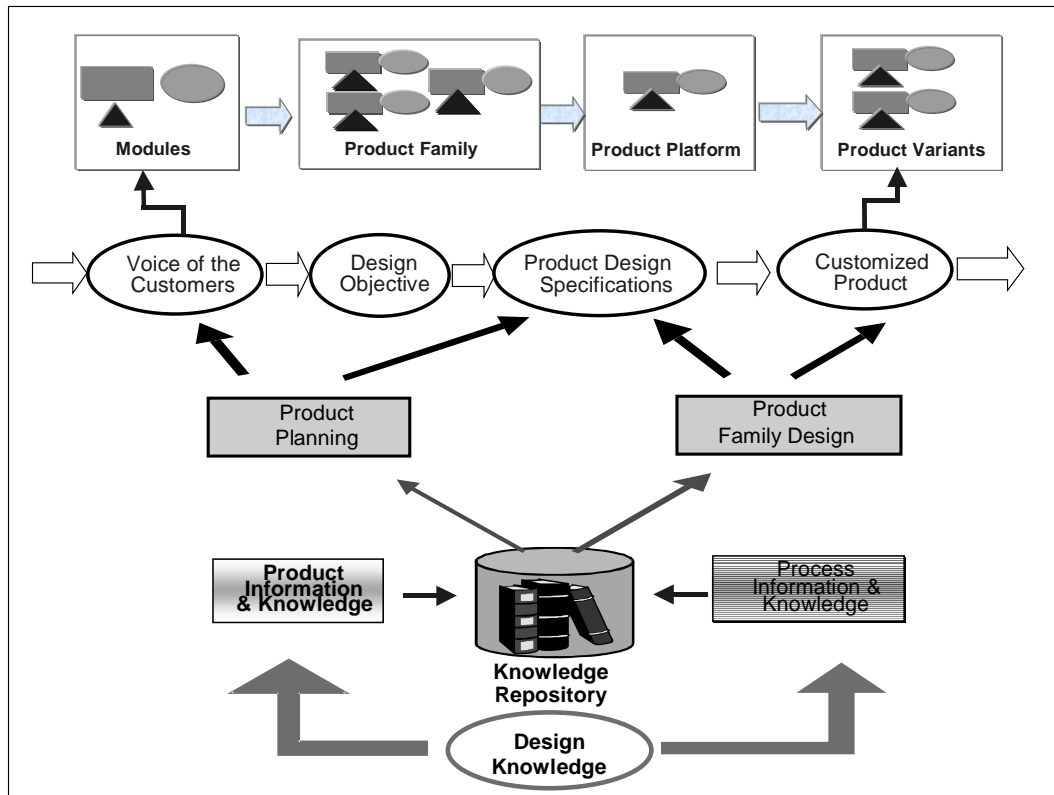 Modules
Product Family
Product Platform
Product Variants
Voice of the
Customers
Design
Objective
Product Design
Specifications
Customized
Product
Product
Planning
Product
Family Design
Product
Information
& Knowledge
Process
Information &
Knowledge
Knowledge
Repository
Design
Knowledge